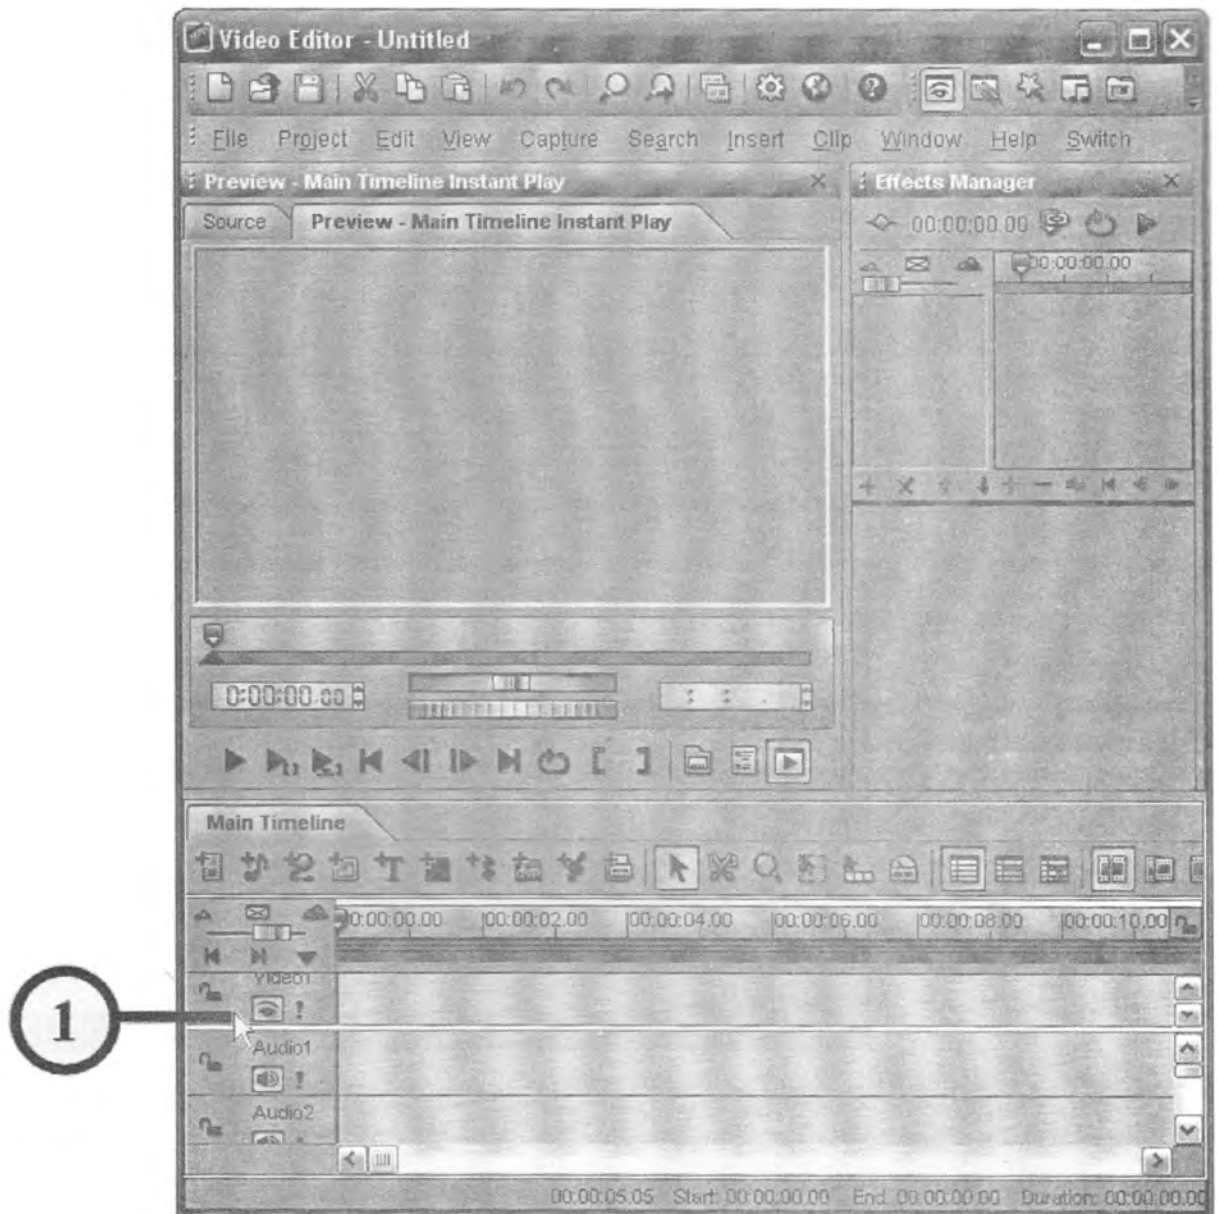 Video Editor - Untitled
File Project Edit View Capture Search Insert Clip Window Help Switch
Preview - Main Timeline Instant Play
Effects Manager
Source Preview - Main Timeline Instant Play
00:00:00.00
00:00:00.00
0:00:00.00 : : .
Main Timeline
0:00:00.00 00:00:02.00 00:00:04.00 00:00:06.00 00:00:08.00 00:00:10.00
Video1
1
Audio1
Audio2
00:00:05.05 Start: 00:00:00.00 End: 00:00:00.00 Duration: 00:00:00.00